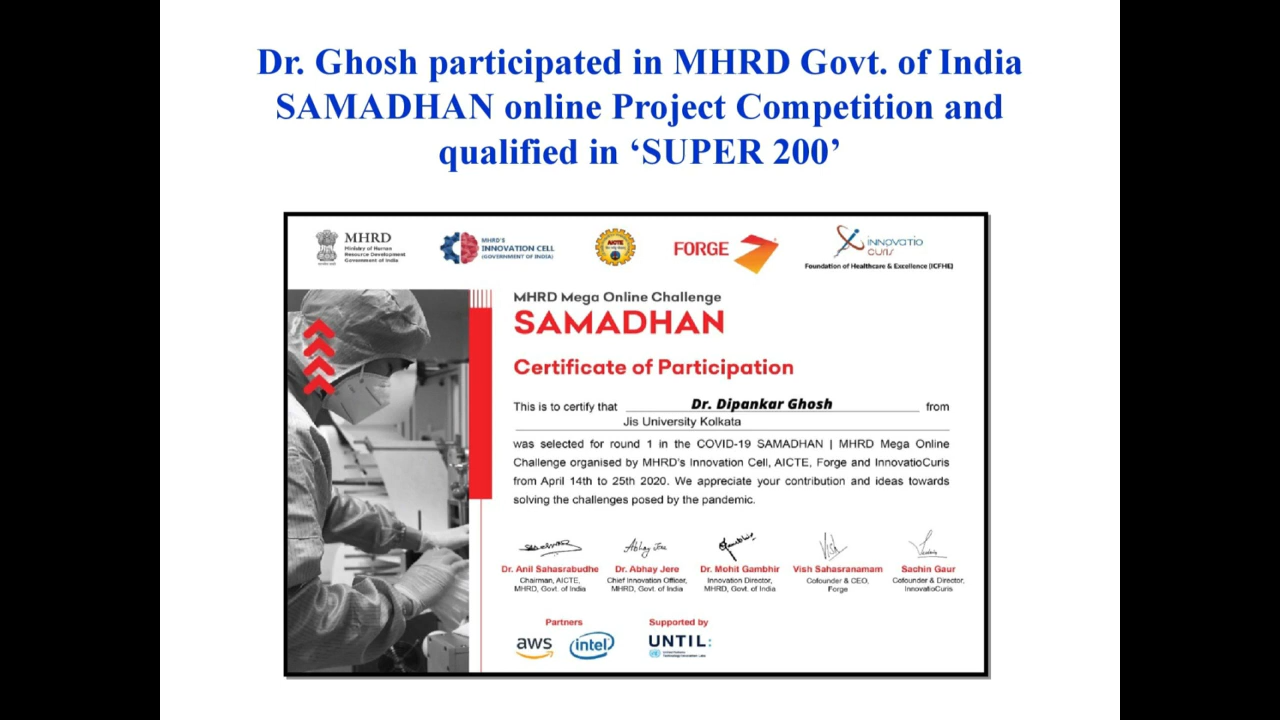 Dr. Ghosh participated in MHRD Govt. of India
SAMADHAN online Project Competition and
qualified in ‘SUPER 200’
MHRD
Ministry of Human
Resource Development
Government of India
MHRD'S
INNOVATION CELL
(GOVERNMENT OF INDIA)
AICTE
FORGE
INNOVATIO
CURIS
Foundation of Healthcare & Excellence (ICFHE)
MHRD Mega Online Challenge
SAMADHAN
Certificate of Participation
This is to certify that Dr. Dipankar Ghosh from
Jis University Kolkata
was selected for round 1 in the COVID-19 SAMADHAN | MHRD Mega Online
Challenge organised by MHRD's Innovation Cell, AICTE, Forge and InnovatioCuris
from April 14th to 25th 2020. We appreciate your contribution and ideas towards
solving the challenges posed by the pandemic.
Abhay Jere
Vish
Dr. Anil Sahasrabudhe
Chairman, AICTE,
MHRD, Govt. of India
Dr. Abhay Jere
Chief Innovation Officer,
MHRD, Govt. of India
Dr. Mohit Gambhir
Innovation Director,
MHRD, Govt. of India
Vish Sahasranamam
Cofounder & CEO,
Forge
Sachin Gaur
Cofounder & Director,
InnovatioCuris
Partners
aws
intel
Supported by
UNTIL: